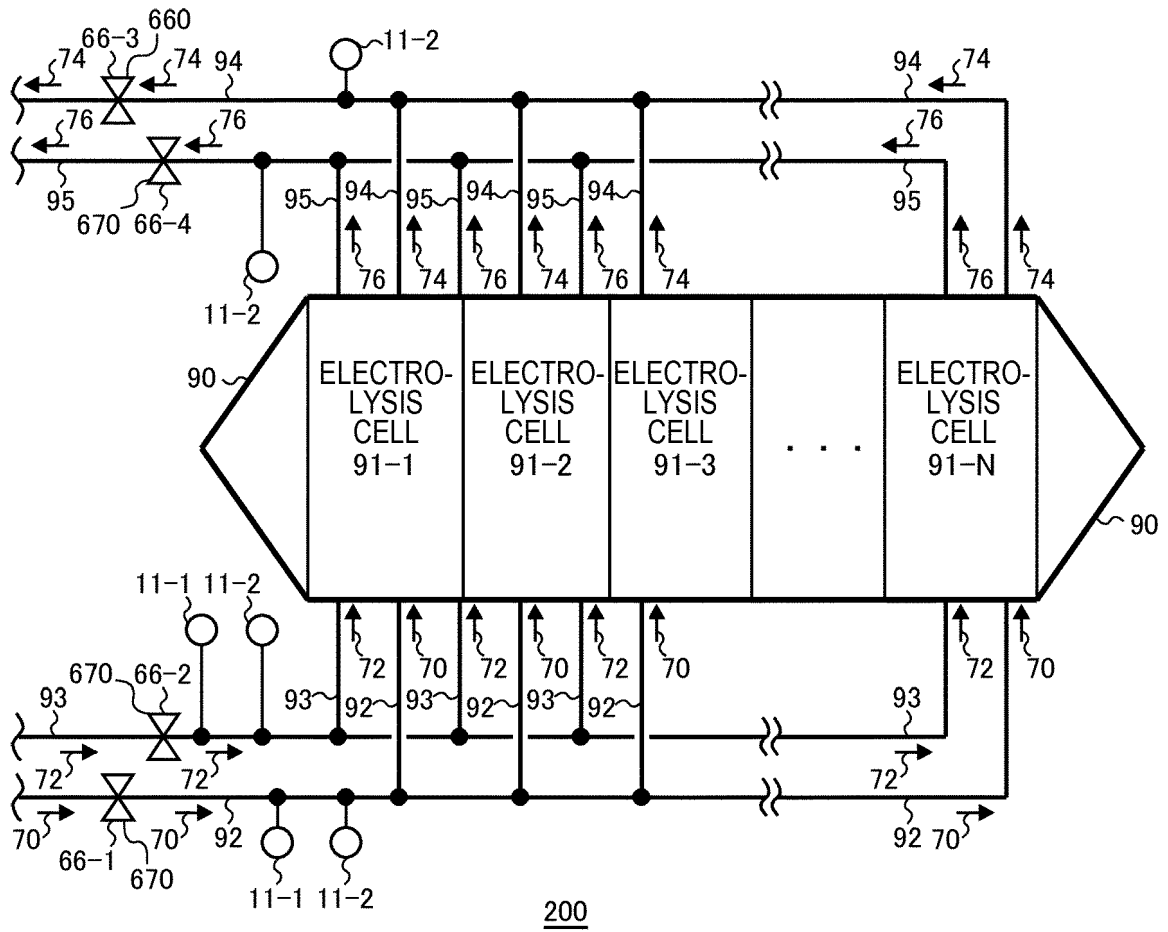 66-3 660
11-2
74 74 94 94 74
76 76 76
95 95 94 95 94 95 94 95
670 66-4
76 74 76 74 76 74 76 74
11-2
90
ELECTRO-
LYSIS
CELL
91-1
ELECTRO-
LYSIS
CELL
91-2
ELECTRO-
LYSIS
CELL
91-3
. . .
ELECTRO-
LYSIS
CELL
91-N
90
11-1 11-2
72 70 72 70 72 70 72 70
670 66-2
93 93 92 93 92 93 92 93
72 72 72
70 70 92 92 70
66-1 670
11-1 11-2
200